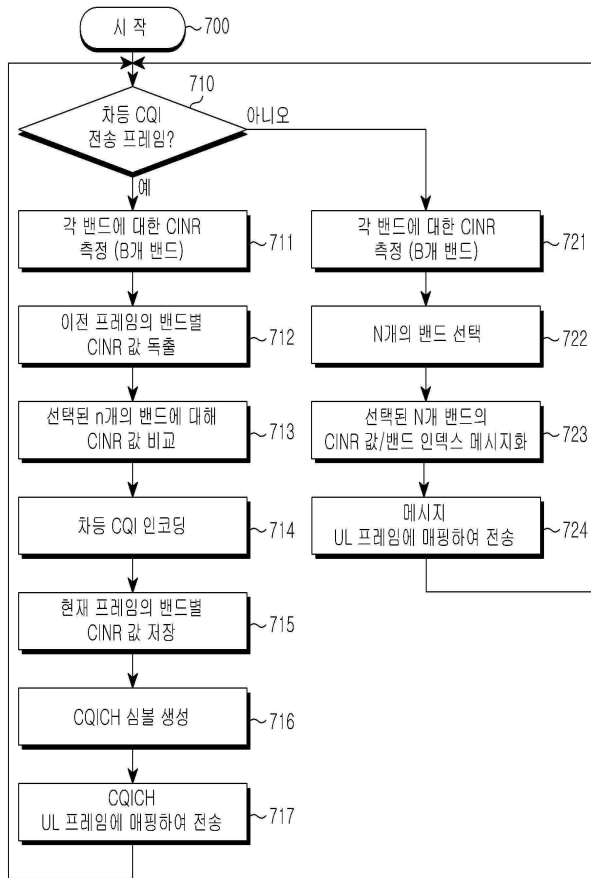 시 작
700
710
차등 CQI
전송 프레임?
아니오
예
각 밴드에 대한 CINR
측정 (B개 밴드)
711
이전 프레임의 밴드별
CINR 값 독출
712
선택된 n개의 밴드에 대해
CINR 값 비교
713
차등 CQI 인코딩
714
현재 프레임의 밴드별
CINR 값 저장
715
CQICH 심볼 생성
716
CQICH
UL 프레임에 매핑하여 전송
717
각 밴드에 대한 CINR
측정 (B개 밴드)
721
N개의 밴드 선택
722
선택된 N개 밴드의
CINR 값/밴드 인덱스 메시지화
723
메시지
UL 프레임에 매핑하여 전송
724